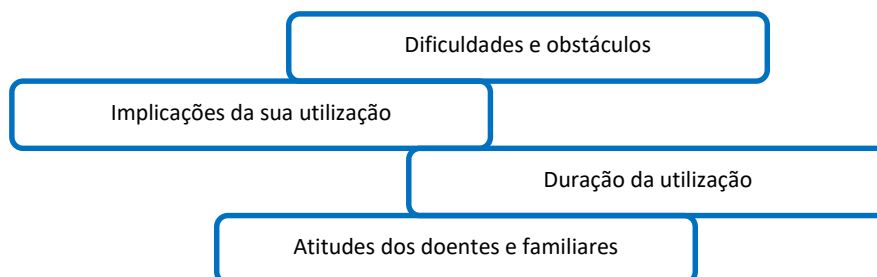 Dificuldades e obstáculos
Implicações da sua utilização
Duração da utilização
Atitudes dos doentes e familiares